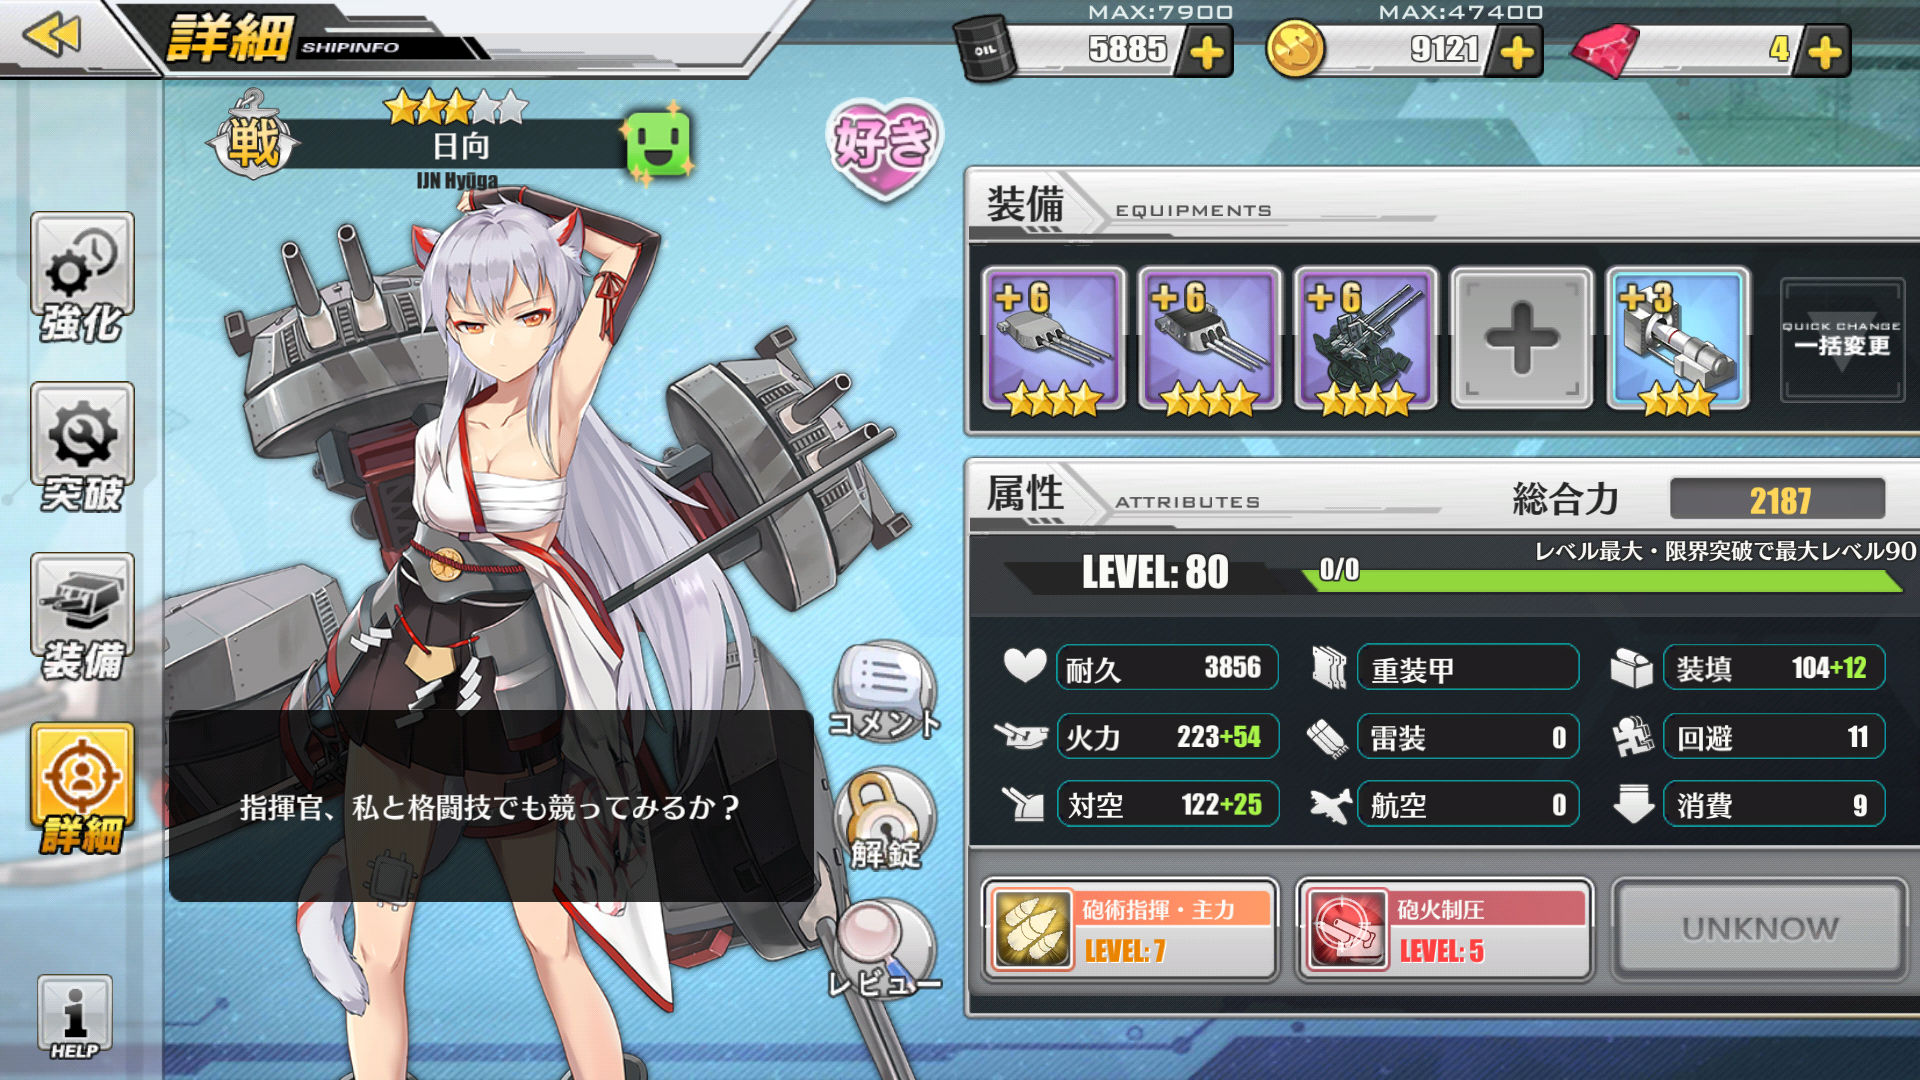 詳細 SHIPINFO
MAX:7900
5885
MAX:47400
9121
4
戦
日向
IJN Hyūga
好き
強化
突破
装備
詳細
HELP
OIL
装備 EQUIPMENTS
+6
+6
+6
+3
QUICK CHANGE
一括変更
属性 ATTRIBUTES
総合力 2187
レベル最大・限界突破で最大レベル90
LEVEL: 80
0/0
耐久 3856
重装甲
装填 104+12
火力 223+54
雷装 0
回避 11
対空 122+25
航空 0
消費 9
コメント
解錠
レビュー
指揮官、私と格闘技でも競ってみるか？
砲術指揮・主力
LEVEL: 7
砲火制圧
LEVEL: 5
UNKNOW